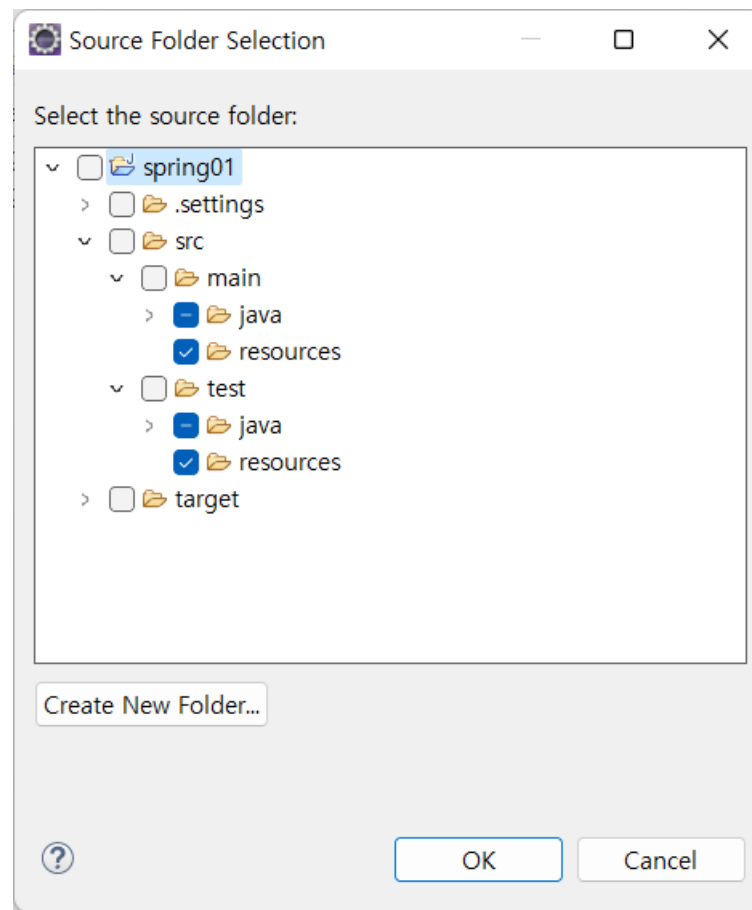 Source Folder Selection
Select the source folder:
spring01
.settings
src
main
java
resources
test
java
resources
target
Create New Folder...
OK
Cancel